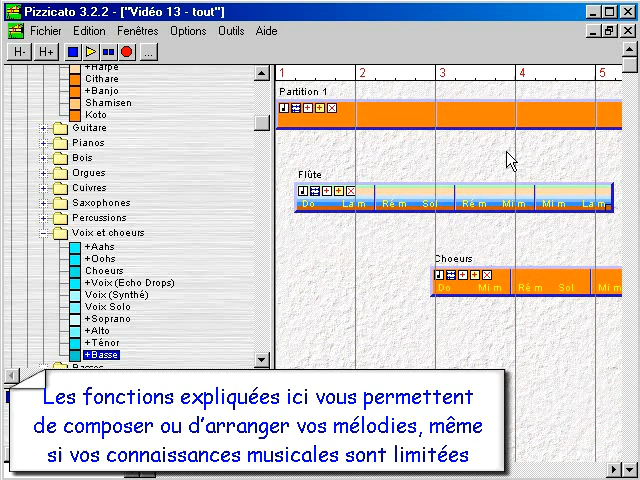 Pizzicato 3.2.2 - ["Vidéo 13 - tout"]
Fichier Edition Fenêtres Options Outils Aide
H- H+ ...
+Harpe
Cithare
+Banjo
Shamisen
Koto
Guitare
Pianos
Bois
Orgues
Cuivres
Saxophones
Percussions
Voix et choeurs
+Aahs
+Oohs
Choeurs
+Voix (Echo Drops)
Voix (Synthé)
Voix Solo
+Soprano
+Alto
+Ténor
+Basse
Basses
1 2 3 4 5
Partition 1
Flûte
Do La m Ré m Sol Ré m Mi m Mi m La m
Choeurs
Do Mi m Ré m Sol Mi m
Les fonctions expliquées ici vous permettent
de composer ou d'arranger vos mélodies, même
si vos connaissances musicales sont limitées